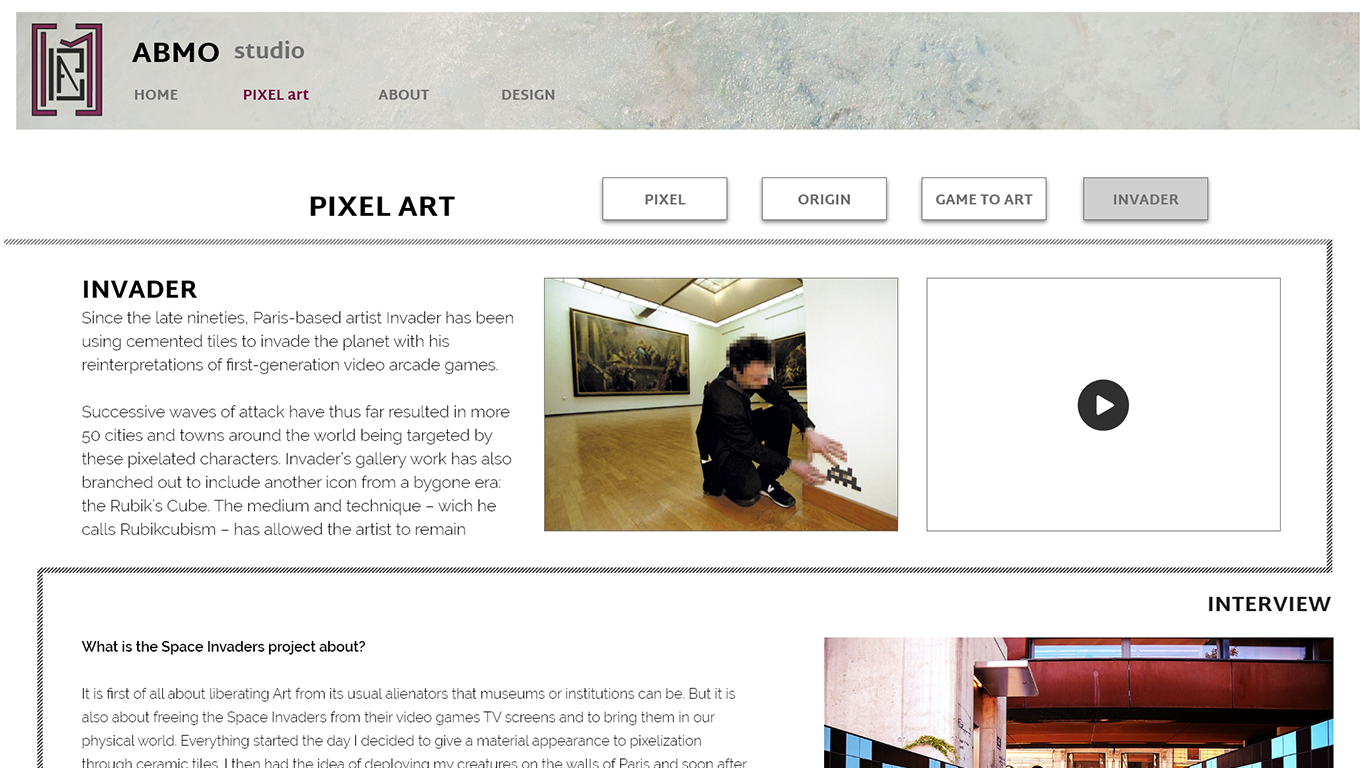 ABMO studio
HOME PIXEL art ABOUT DESIGN
PIXEL ART
PIXEL ORIGIN GAME TO ART INVADER
INVADER
Since the late nineties, Paris-based artist Invader has been
using cemented tiles to invade the planet with his
reinterpretations of first-generation video arcade games.
Successive waves of attack have thus far resulted in more
50 cities and towns around the world being targeted by
these pixelated characters. Invader's gallery work has also
branched out to include another icon from a bygone era:
the Rubik's Cube. The medium and technique – wich he
calls Rubikcubism – has allowed the artist to remain
INTERVIEW
What is the Space Invaders project about?
It is first of all about liberating Art from its usual alienators that museums or institutions can be. But it is
also about freeing the Space Invaders from their video games TV screens and to bring them in our
physical world. Everything started the day I decided to give a material appearance to pixelization
through ceramic tiles. I then had the idea of deploying my creatures on the walls of Paris and soon after